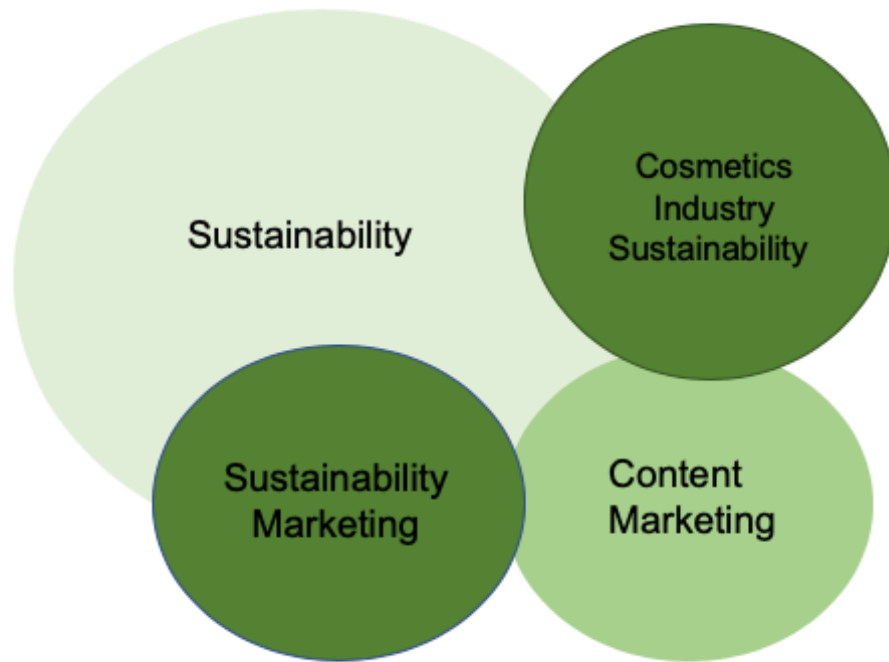 Sustainability
Cosmetics
Industry
Sustainability
Sustainability
Marketing
Content
Marketing